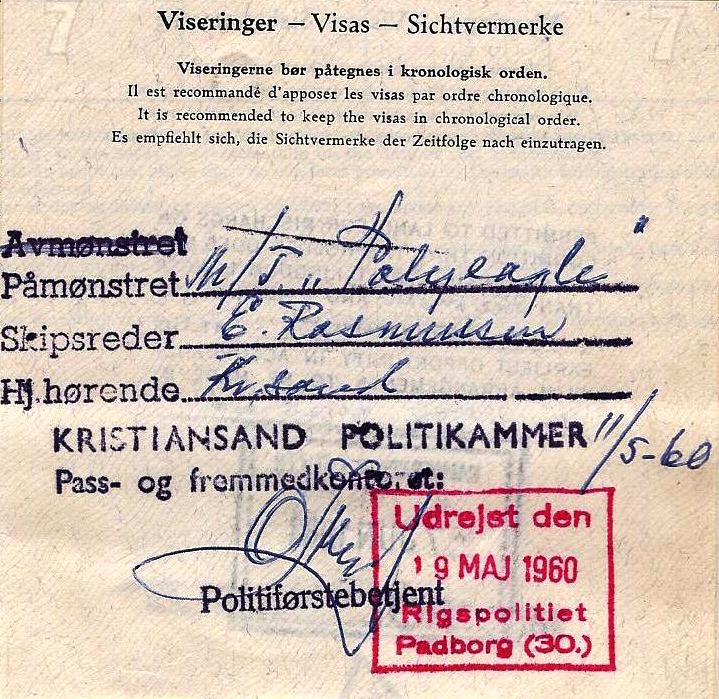 7 7
Viseringer – Visas – Sichtvermerke
Viseringerne bør påtegnes i kronologisk orden.
Il est recommandé d'apposer les visas par ordre chronologique.
It is recommended to keep the visas in chronological order.
Es empfiehlt sich, die Sichtvermerke der Zeitfolge nach einzutragen.
Avmønstret
Påmønstret M/T „Polyeagle"
Skipsreder E. Rasmussen
Hj.hørende Kr.sand
KRISTIANSAND POLITIKAMMER 11/5-60
Pass- og fremmedkontoret:
Politiførstebetjent
Udrejst den
19 MAJ 1960
Rigspolitiet
Padborg (30.)